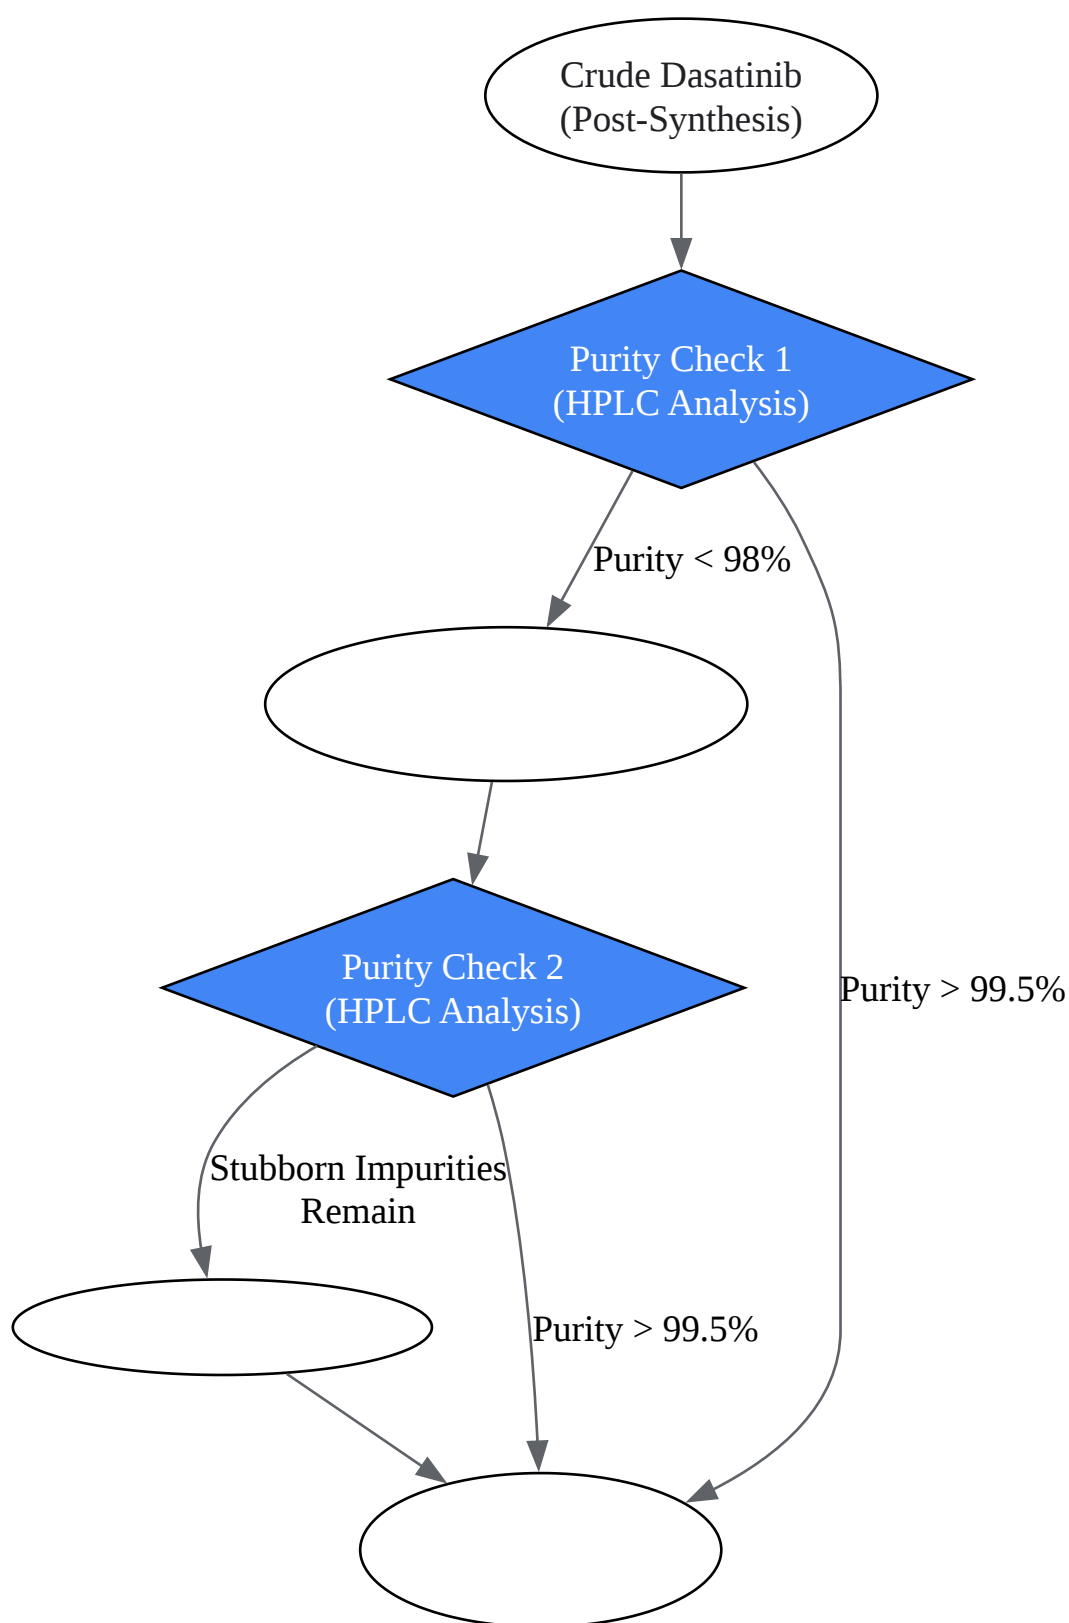 Crude Dasatinib
(Post-Synthesis)
Purity Check 1
(HPLC Analysis)
Purity < 98%
Purity Check 2
(HPLC Analysis)
Purity > 99.5%
Stubborn Impurities
Remain
Purity > 99.5%